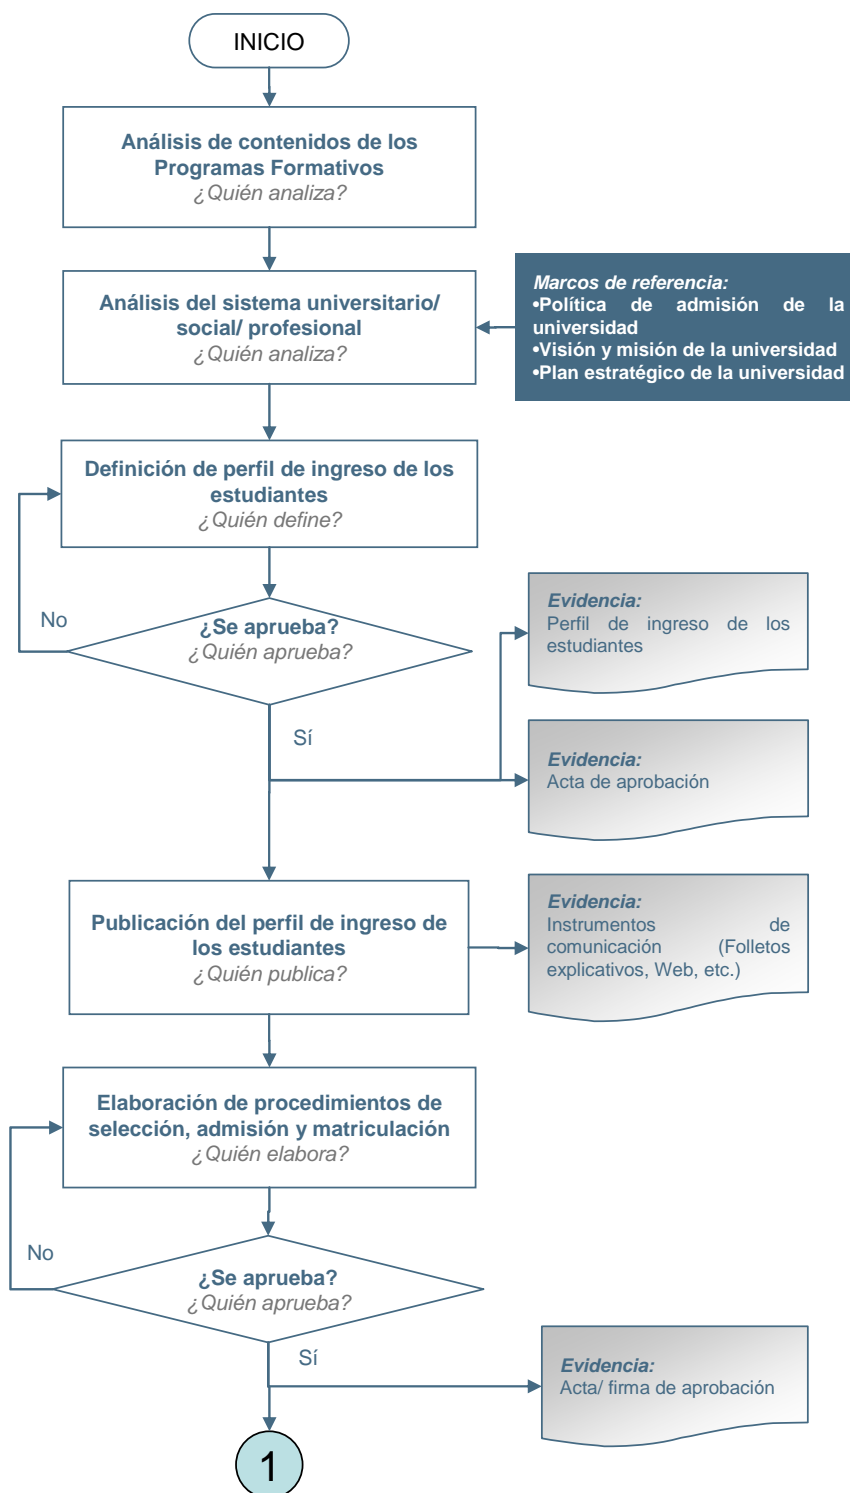 INICIO
Análisis de contenidos de los
Programas Formativos
¿Quién analiza?
Análisis del sistema universitario/
social/ profesional
¿Quién analiza?
Marcos de referencia:
•Política de admisión de la
universidad
•Visión y misión de la universidad
•Plan estratégico de la universidad
Definición de perfil de ingreso de los
estudiantes
¿Quién define?
No
¿Se aprueba?
¿Quién aprueba?
Sí
Evidencia:
Perfil de ingreso de los
estudiantes
Evidencia:
Acta de aprobación
Publicación del perfil de ingreso de
los estudiantes
¿Quién publica?
Evidencia:
Instrumentos de
comunicación (Folletos
explicativos, Web, etc.)
Elaboración de procedimientos de
selección, admisión y matriculación
¿Quién elabora?
No
¿Se aprueba?
¿Quién aprueba?
Sí
Evidencia:
Acta/ firma de aprobación
1